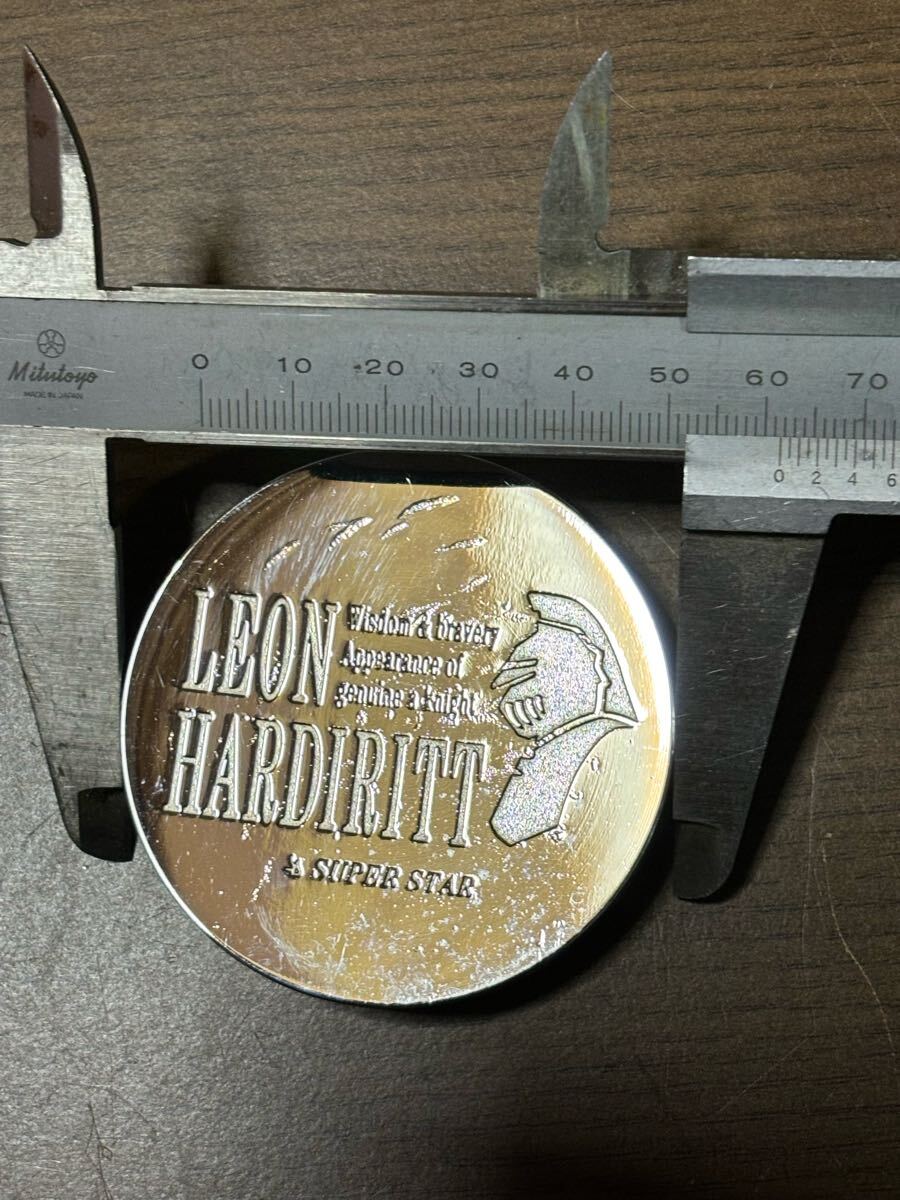 Mitutoyo
MADE IN JAPAN
0 10 20 30 40 50 60 70
0 2 4 6
LEON
HARDIRITT
Wisdom & bravery
Appearance of
genuine a knight
A SUPER STAR